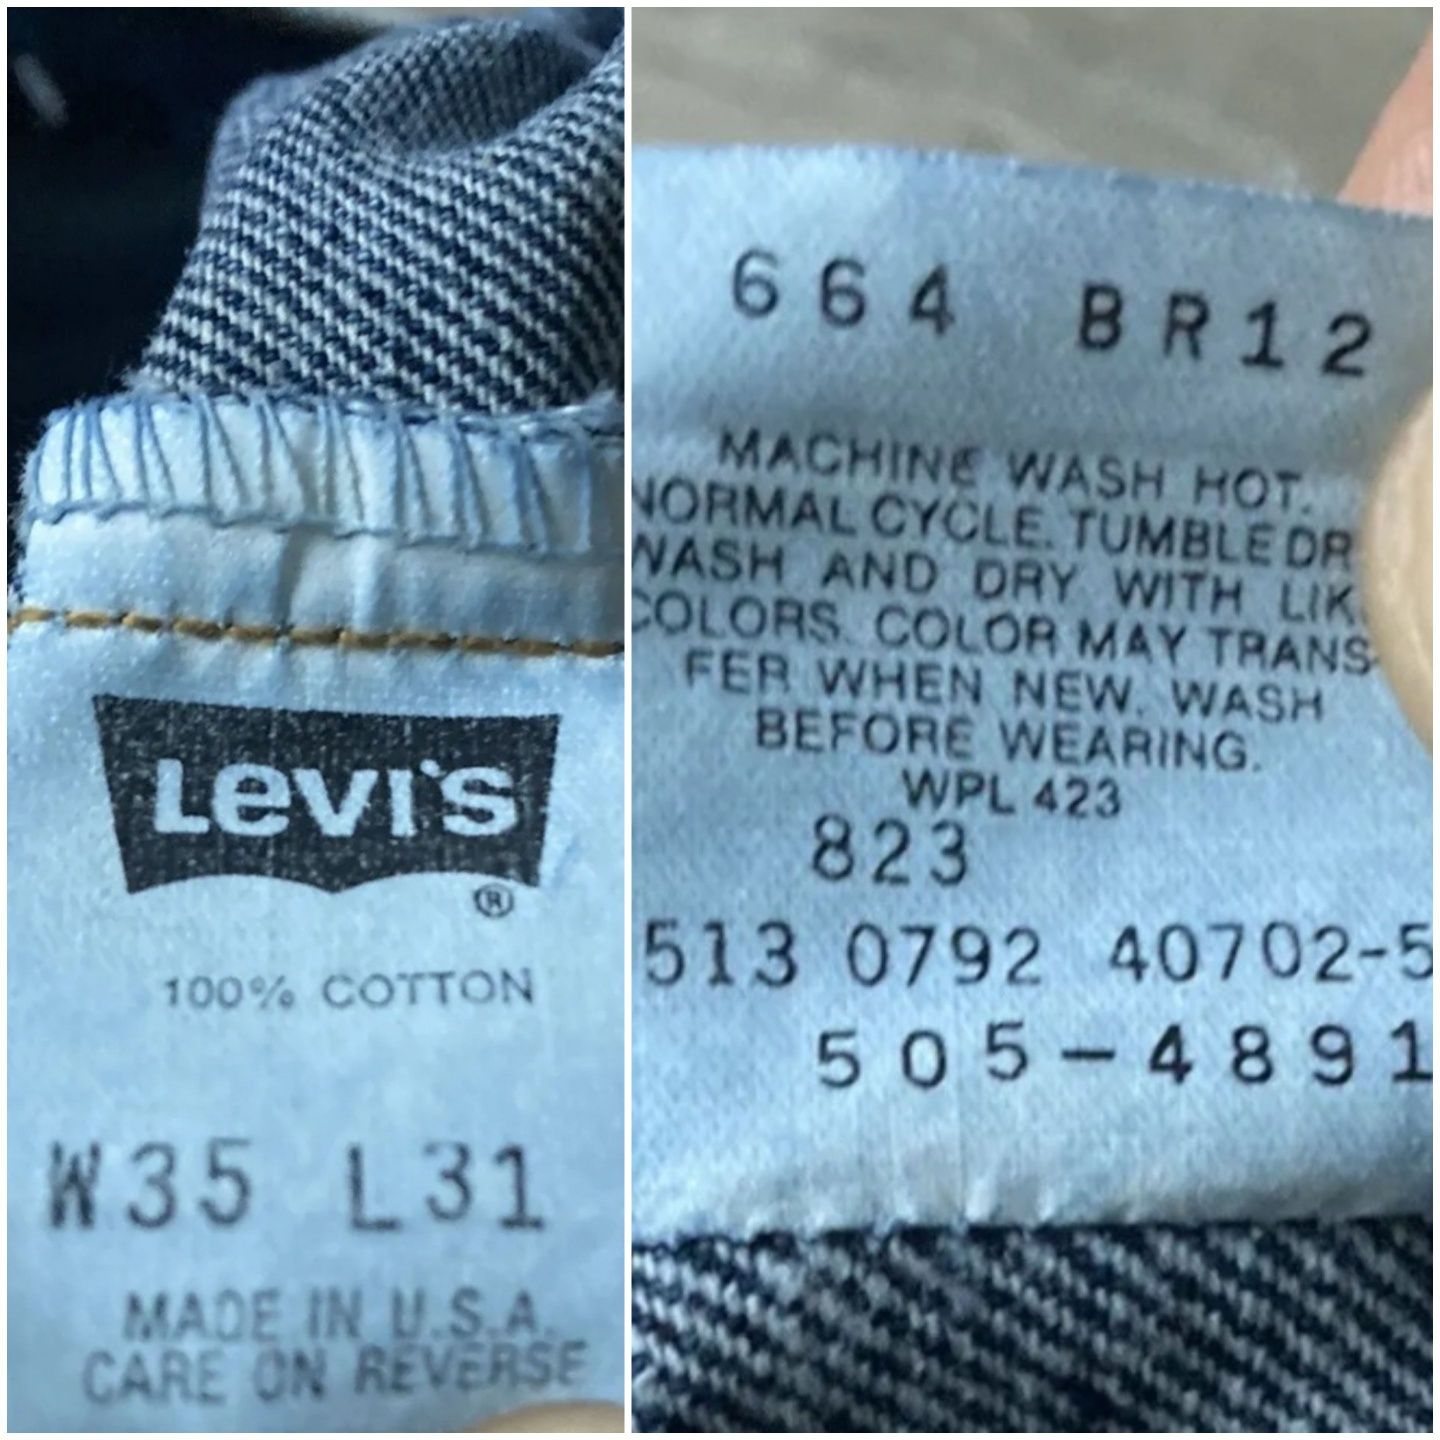 Levi's
®
100% COTTON
W35 L31
MADE IN U.S.A.
CARE ON REVERSE
664 BR12
MACHINE WASH HOT.
NORMAL CYCLE. TUMBLE DR
WASH AND DRY WITH LIK
COLORS. COLOR MAY TRANS-
FER WHEN NEW. WASH
BEFORE WEARING.
WPL 423
823
513 0792 40702-5
505-4891